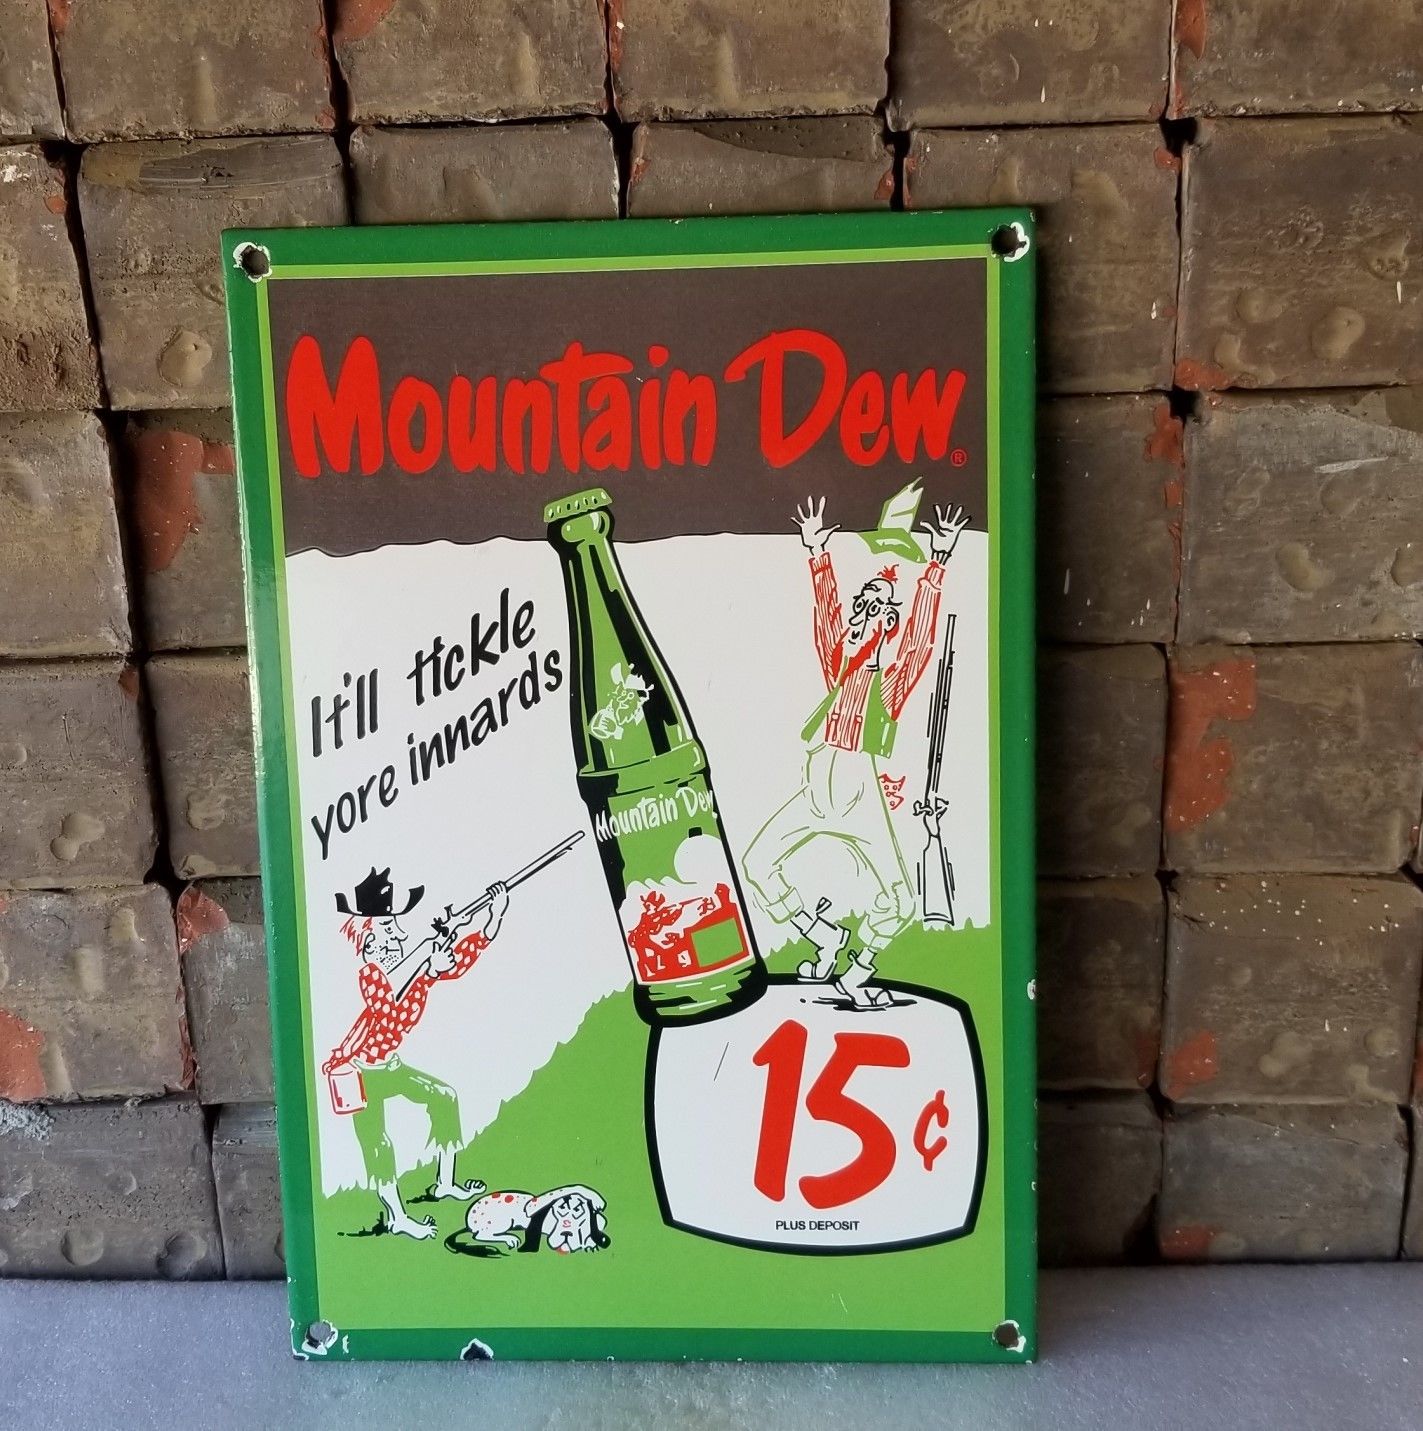 Mountain Dew®
It'll tickle
yore innards
Mountain Dew
15¢
PLUS DEPOSIT